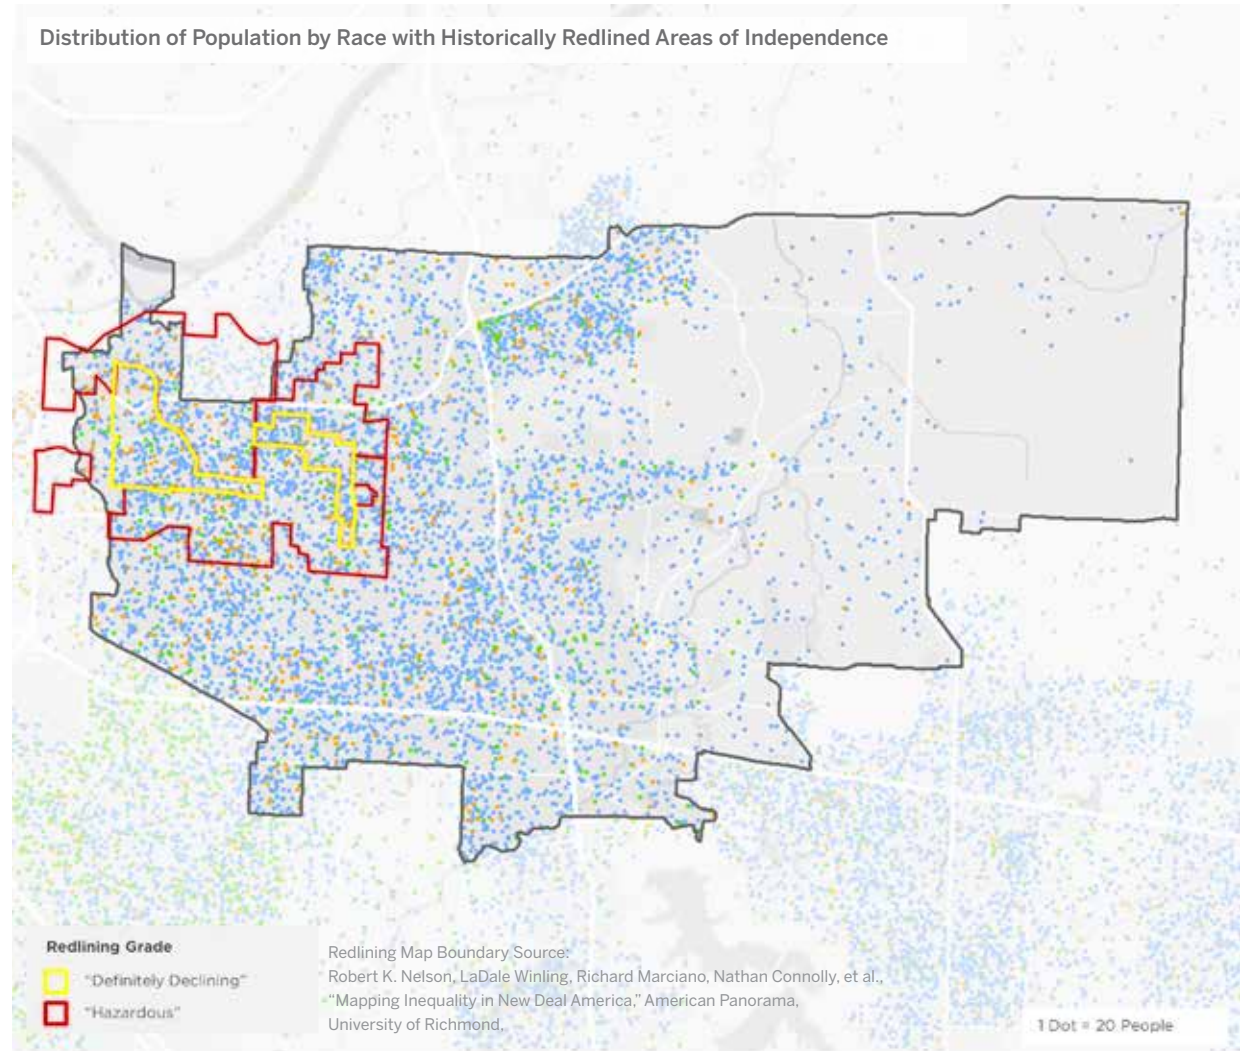 Distribution of Population by Race with Historically Redlined Areas of Independence
Redlining Grade
"Definitely Declining"
"Hazardous"
Redlining Map Boundary Source:
Robert K. Nelson, LaDale Winling, Richard Marciano, Nathan Connolly, et al.,
“Mapping Inequality in New Deal America,” American Panorama,
University of Richmond,
1 Dot = 20 People